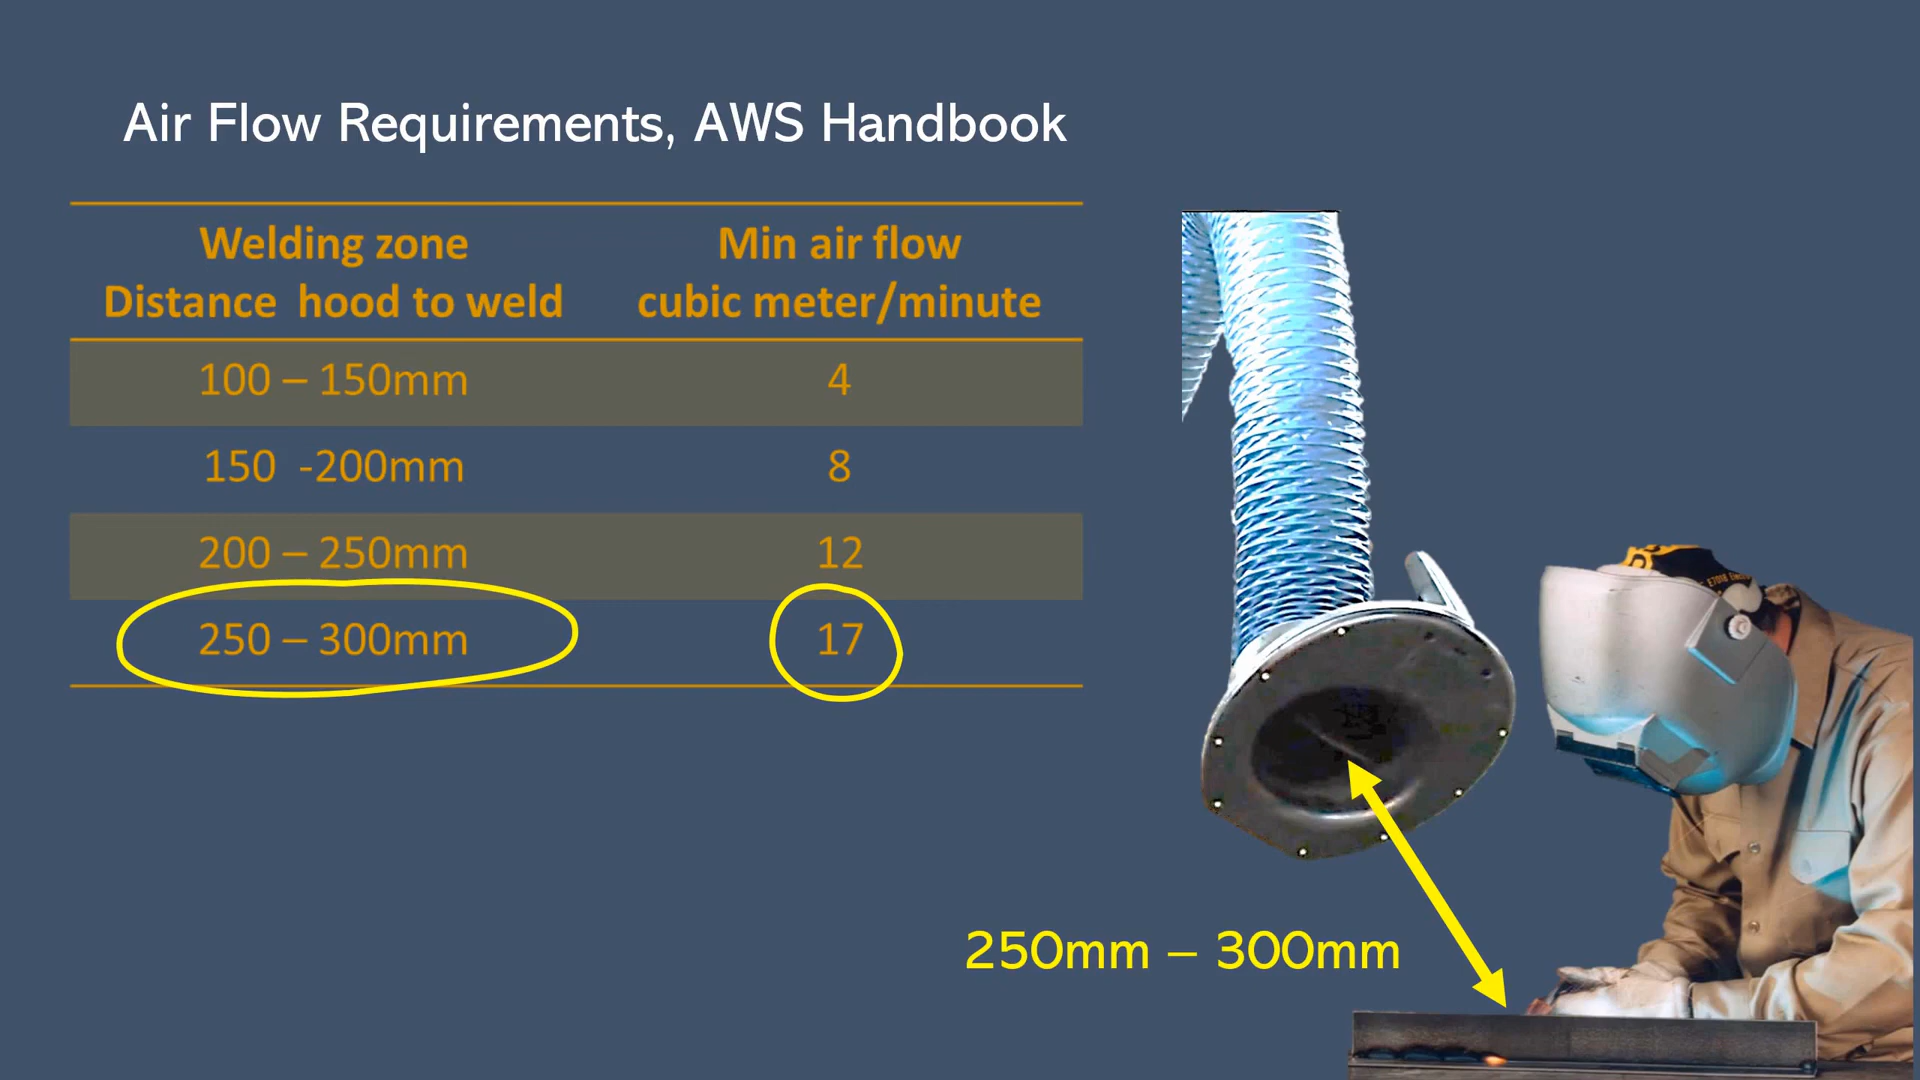 Air Flow Requirements, AWS Handbook
Welding zone
Distance hood to weld
Min air flow
cubic meter/minute
100 – 150mm 4
150 -200mm 8
200 – 250mm 12
250 – 300mm 17
250mm – 300mm